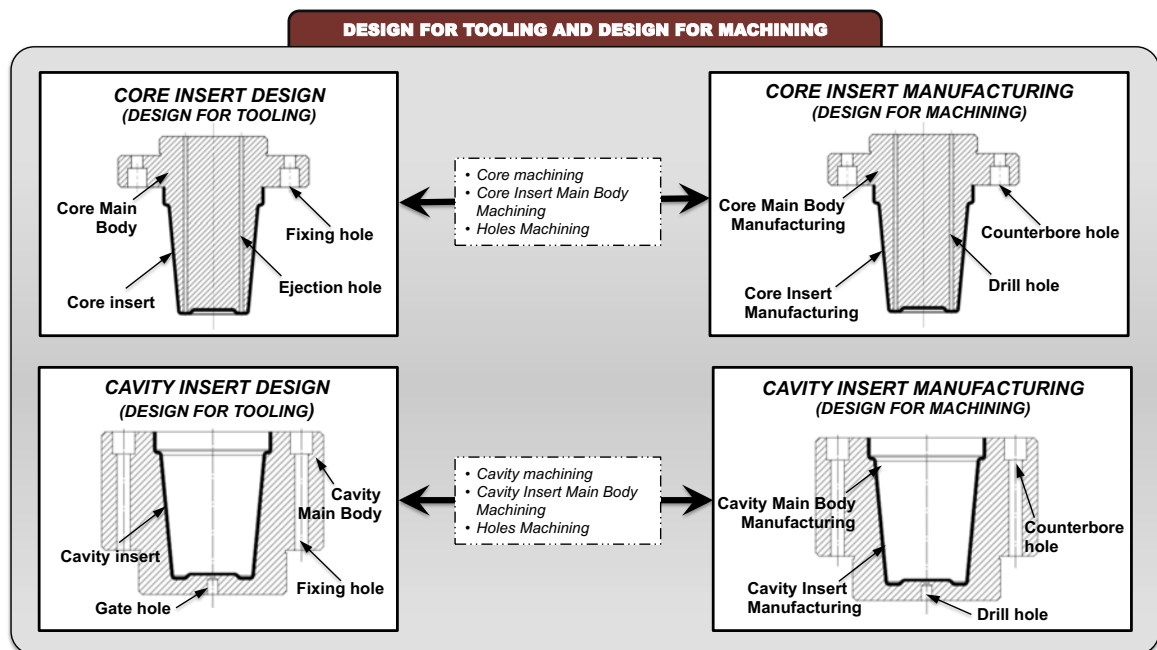 DESIGN FOR TOOLING AND DESIGN FOR MACHINING
CORE INSERT DESIGN
(DESIGN FOR TOOLING)
Core Main
Body
Fixing hole
Ejection hole
Core insert
• Core machining
• Core Insert Main Body
Machining
• Holes Machining
CORE INSERT MANUFACTURING
(DESIGN FOR MACHINING)
Core Main Body
Manufacturing
Counterbore hole
Drill hole
Core Insert
Manufacturing
CAVITY INSERT DESIGN
(DESIGN FOR TOOLING)
Cavity
Main Body
Cavity insert
Fixing hole
Gate hole
• Cavity machining
• Cavity Insert Main Body
Machining
• Holes Machining
CAVITY INSERT MANUFACTURING
(DESIGN FOR MACHINING)
Cavity Main Body
Manufacturing
Counterbore
hole
Cavity Insert
Manufacturing
Drill hole